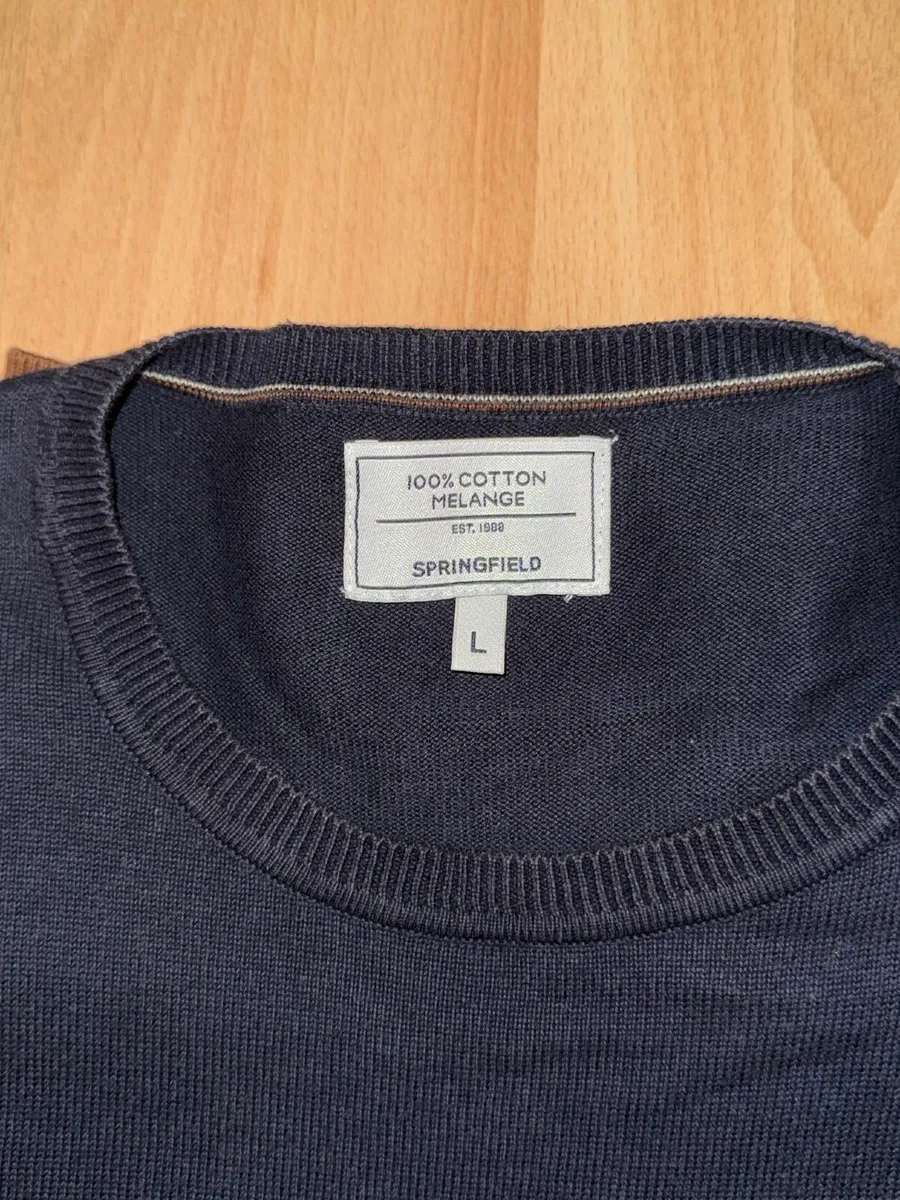 100% COTTON
MELANGE
EST. 1988
SPRINGFIELD
L